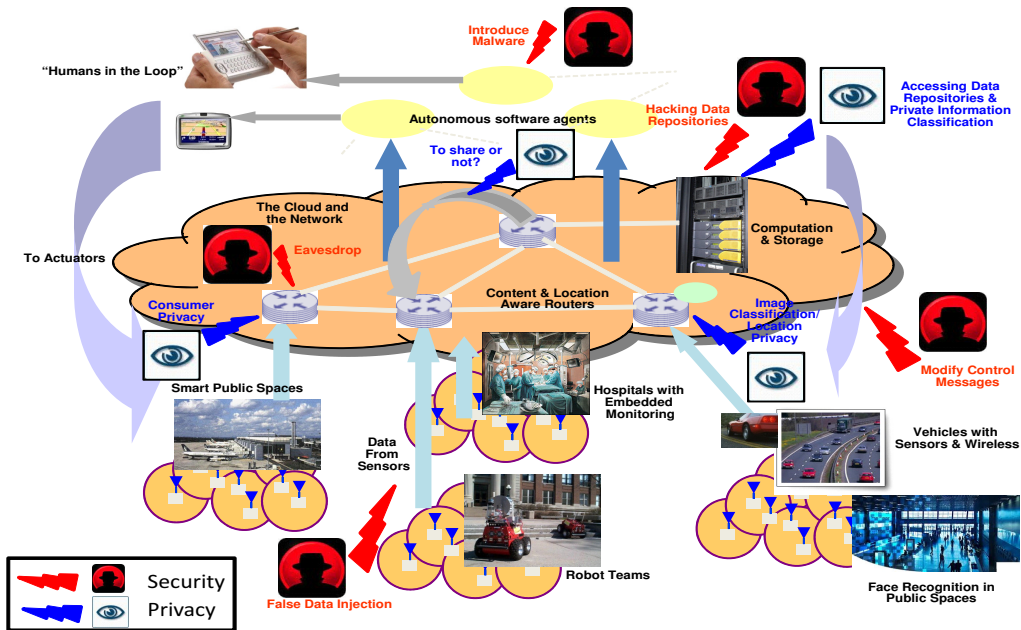 Introduce
Malware
"Humans in the Loop"
Accessing Data
Repositories &
Private Information
Classification
Hacking Data
Repositories
Autonomous software agents
To share or
not?
The Cloud and
the Network
Computation
& Storage
To Actuators
Eavesdrop
Content & Location
Aware Routers
Consumer
Privacy
Image
Classification/
Location
Privacy
Modify Control
Messages
Smart Public Spaces
Hospitals with
Embedded
Monitoring
Data
From
Sensors
Vehicles with
Sensors & Wireless
Robot Teams
False Data Injection
Face Recognition in
Public Spaces
Security
Privacy